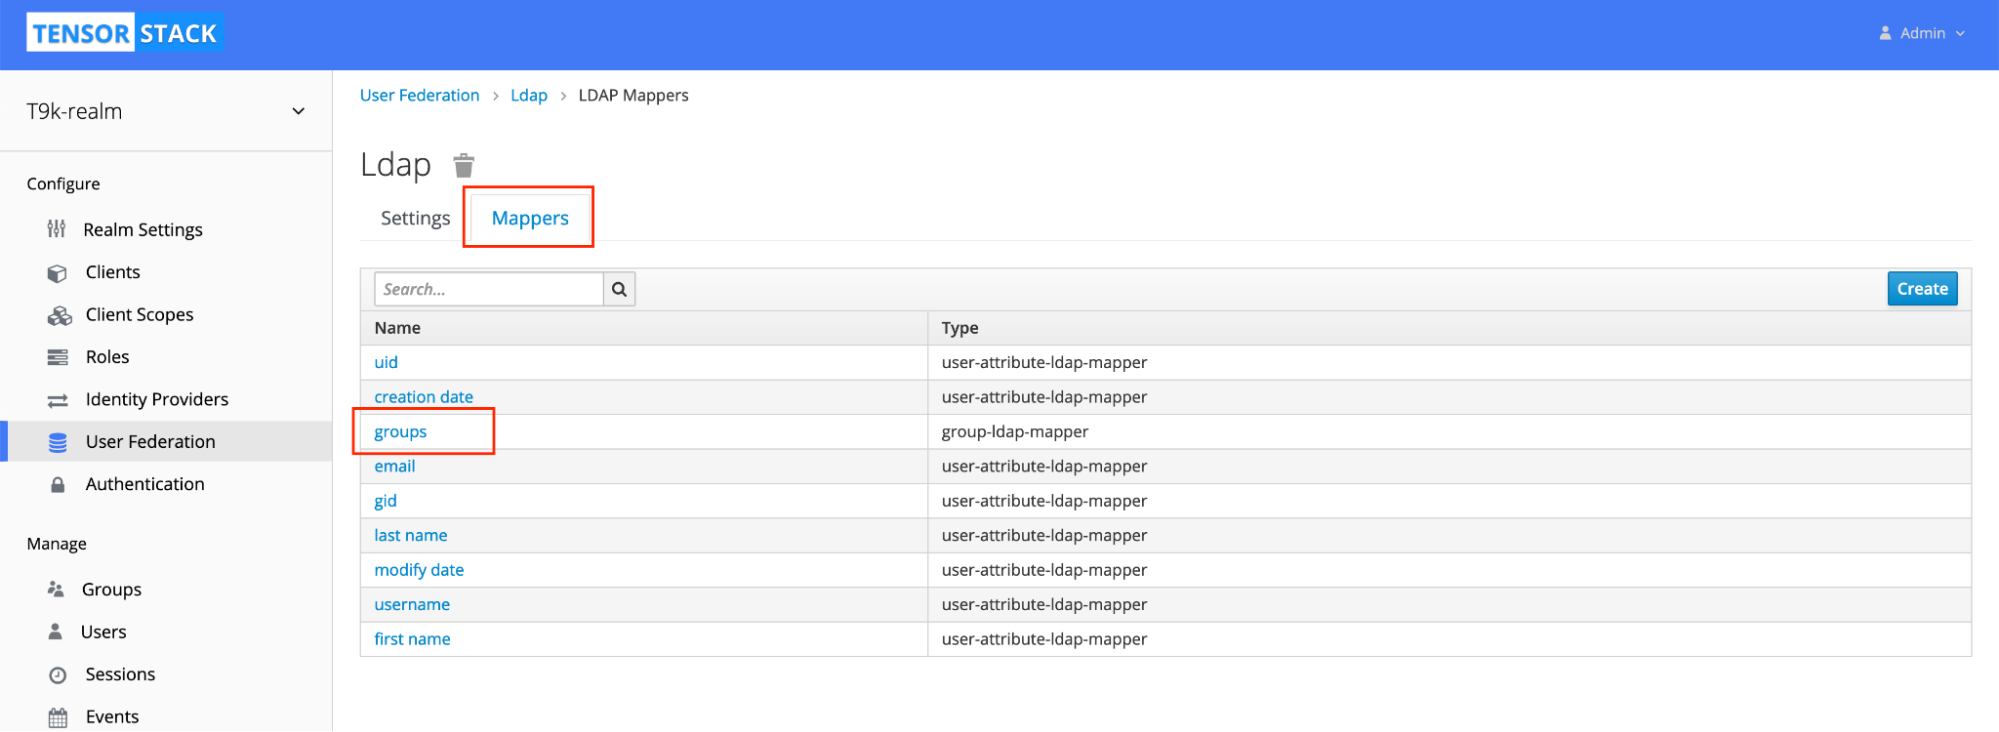 TENSOR STACK
Admin
T9k-realm
Configure
Realm Settings
Clients
Client Scopes
Roles
Identity Providers
User Federation
Authentication
Manage
Groups
Users
Sessions
Events
User Federation > Ldap > LDAP Mappers
Ldap
Settings Mappers
Search...
Create
Name Type
uid user-attribute-ldap-mapper
creation date user-attribute-ldap-mapper
groups group-ldap-mapper
email user-attribute-ldap-mapper
gid user-attribute-ldap-mapper
last name user-attribute-ldap-mapper
modify date user-attribute-ldap-mapper
username user-attribute-ldap-mapper
first name user-attribute-ldap-mapper